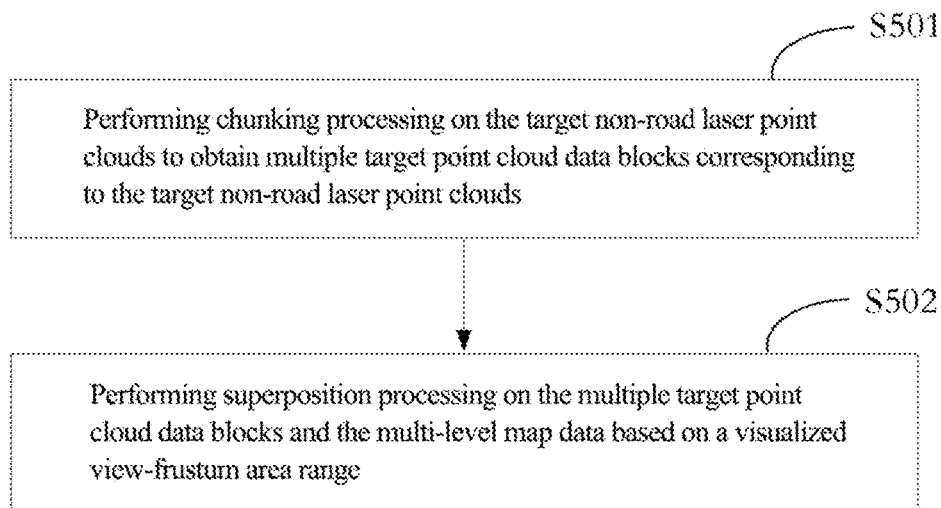 S501
Performing chunking processing on the target non-road laser point
clouds to obtain multiple target point cloud data blocks corresponding
to the target non-road laser point clouds
S502
Performing superposition processing on the multiple target point
cloud data blocks and the multi-level map data based on a visualized
view-frustum area range